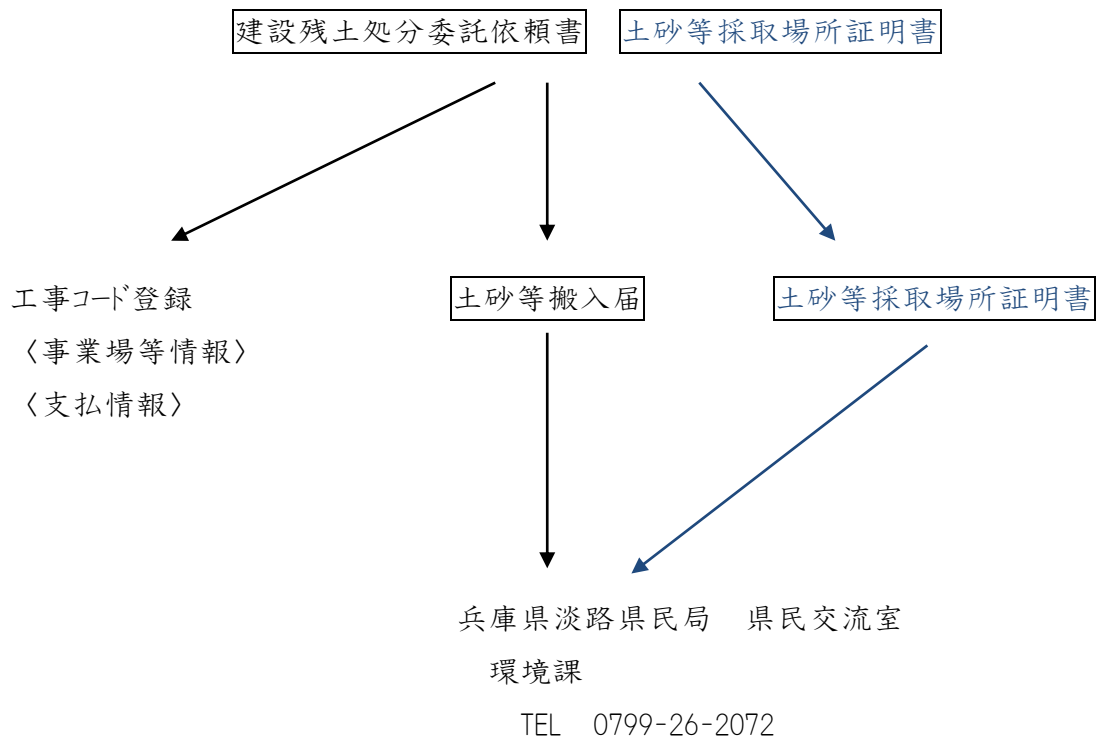 建設残土処分委託依頼書 土砂等採取場所証明書
工事ｺｰﾄﾞ登録
〈事業場等情報〉
〈支払情報〉
土砂等搬入届
土砂等採取場所証明書
兵庫県淡路県民局　県民交流室
環境課
TEL　0799-26-2072